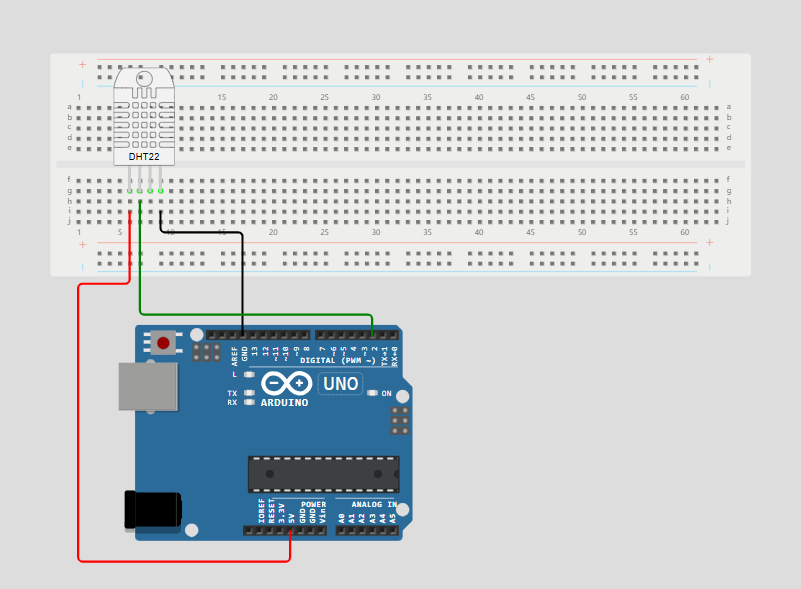 + +
1 15 20 25 30 35 40 45 50 55 60
a a
b b
c c
d d
e e
DHT22
f f
g g
h h
i i
j j
1 5 10 15 20 25 30 35 40 45 50 55 60
+ +
AREF GND 13 12 ~11 ~10 ~9 8 7 ~6 ~5 4 ~3 2 TX→1 RX←0
DIGITAL (PWM ~)
L
UNO
TX ON
RX ARDUINO
POWER ANALOG IN
IOREF RESET 3.3V 5V GND GND Vin A0 A1 A2 A3 A4 A5